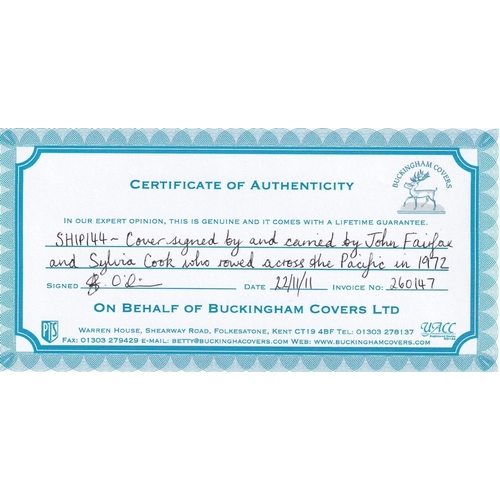 BUCKINGHAM COVERS
CERTIFICATE OF AUTHENTICITY
IN OUR EXPERT OPINION, THIS IS GENUINE AND IT COMES WITH A LIFETIME GUARANTEE.
SHIP144 - Cover signed by and carried by John Fairfax
and Sylvia Cook who rowed across the Pacific in 1972
SIGNED DATE 22/11/11 INVOICE NO: 260147
ON BEHALF OF BUCKINGHAM COVERS LTD
PJS
WARREN HOUSE, SHEARWAY ROAD, FOLKESTONE, KENT CT19 4BF TEL: 01303 278137
UACC
FAX: 01303 279429 E-MAIL: BETTY@BUCKINGHACOVERS.COM WEB: WWW.BUCKINGHAMCOVERS.COM